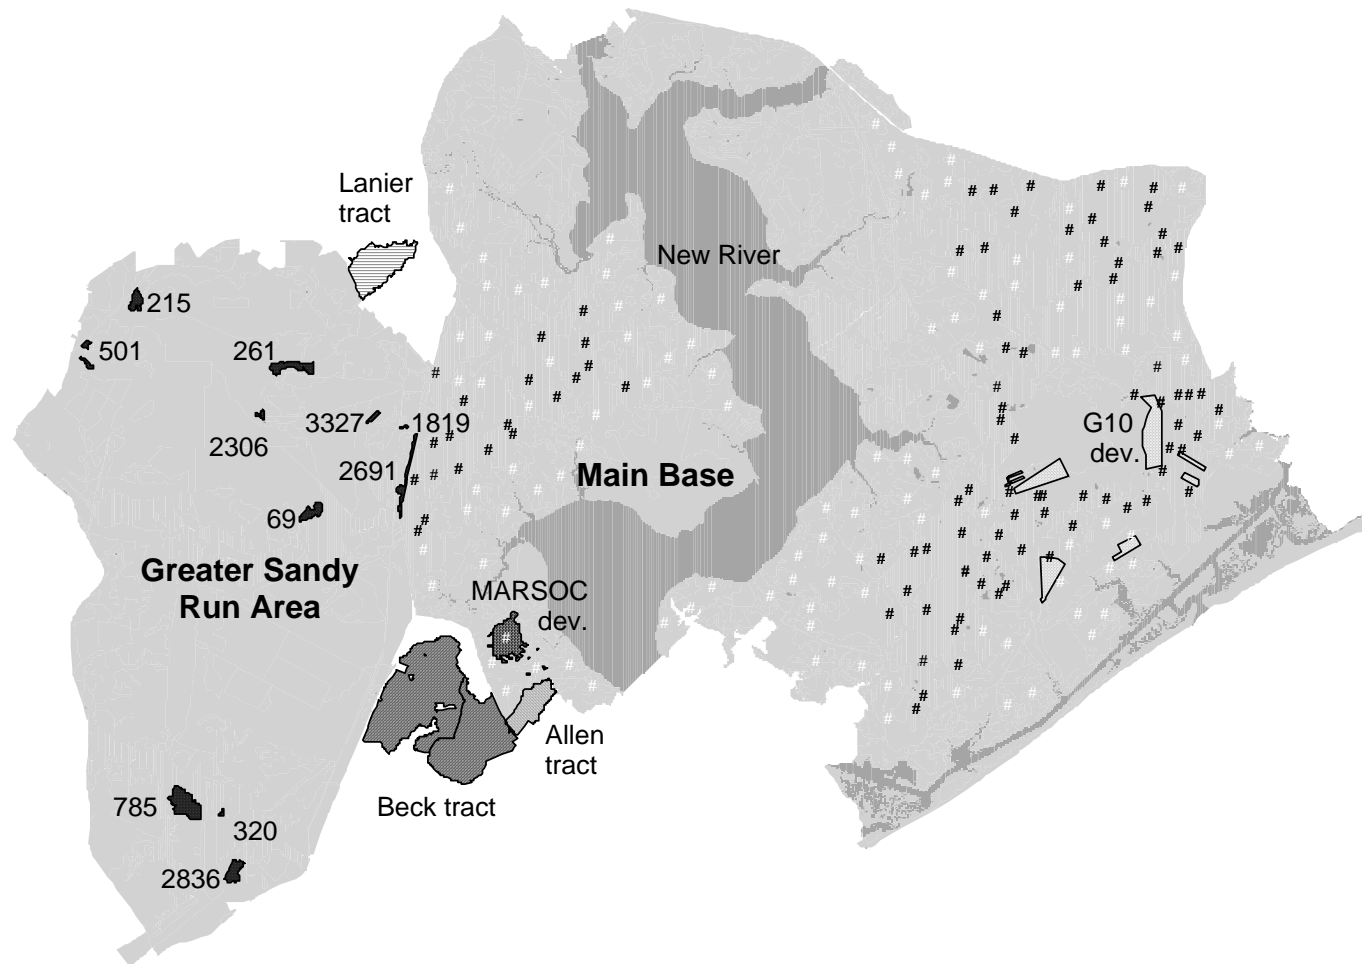 Lanier
tract
New River
215
501
261
3327
1819
2306
G10
dev.
2691
Main Base
69
Greater Sandy
Run Area
MARSOC
dev.
Allen
tract
Beck tract
785
320
2836